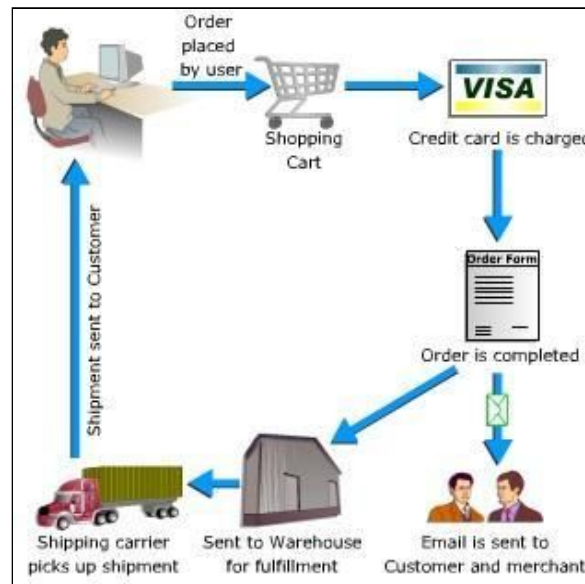 Order
placed
by user
Shopping
Cart
VISA
Credit card is charged
Order Form
Order is completed
Shipment sent to Customer
Shipping carrier
picks up shipment
Sent to Warehouse
for fulfillment
Email is sent to
Customer and merchant